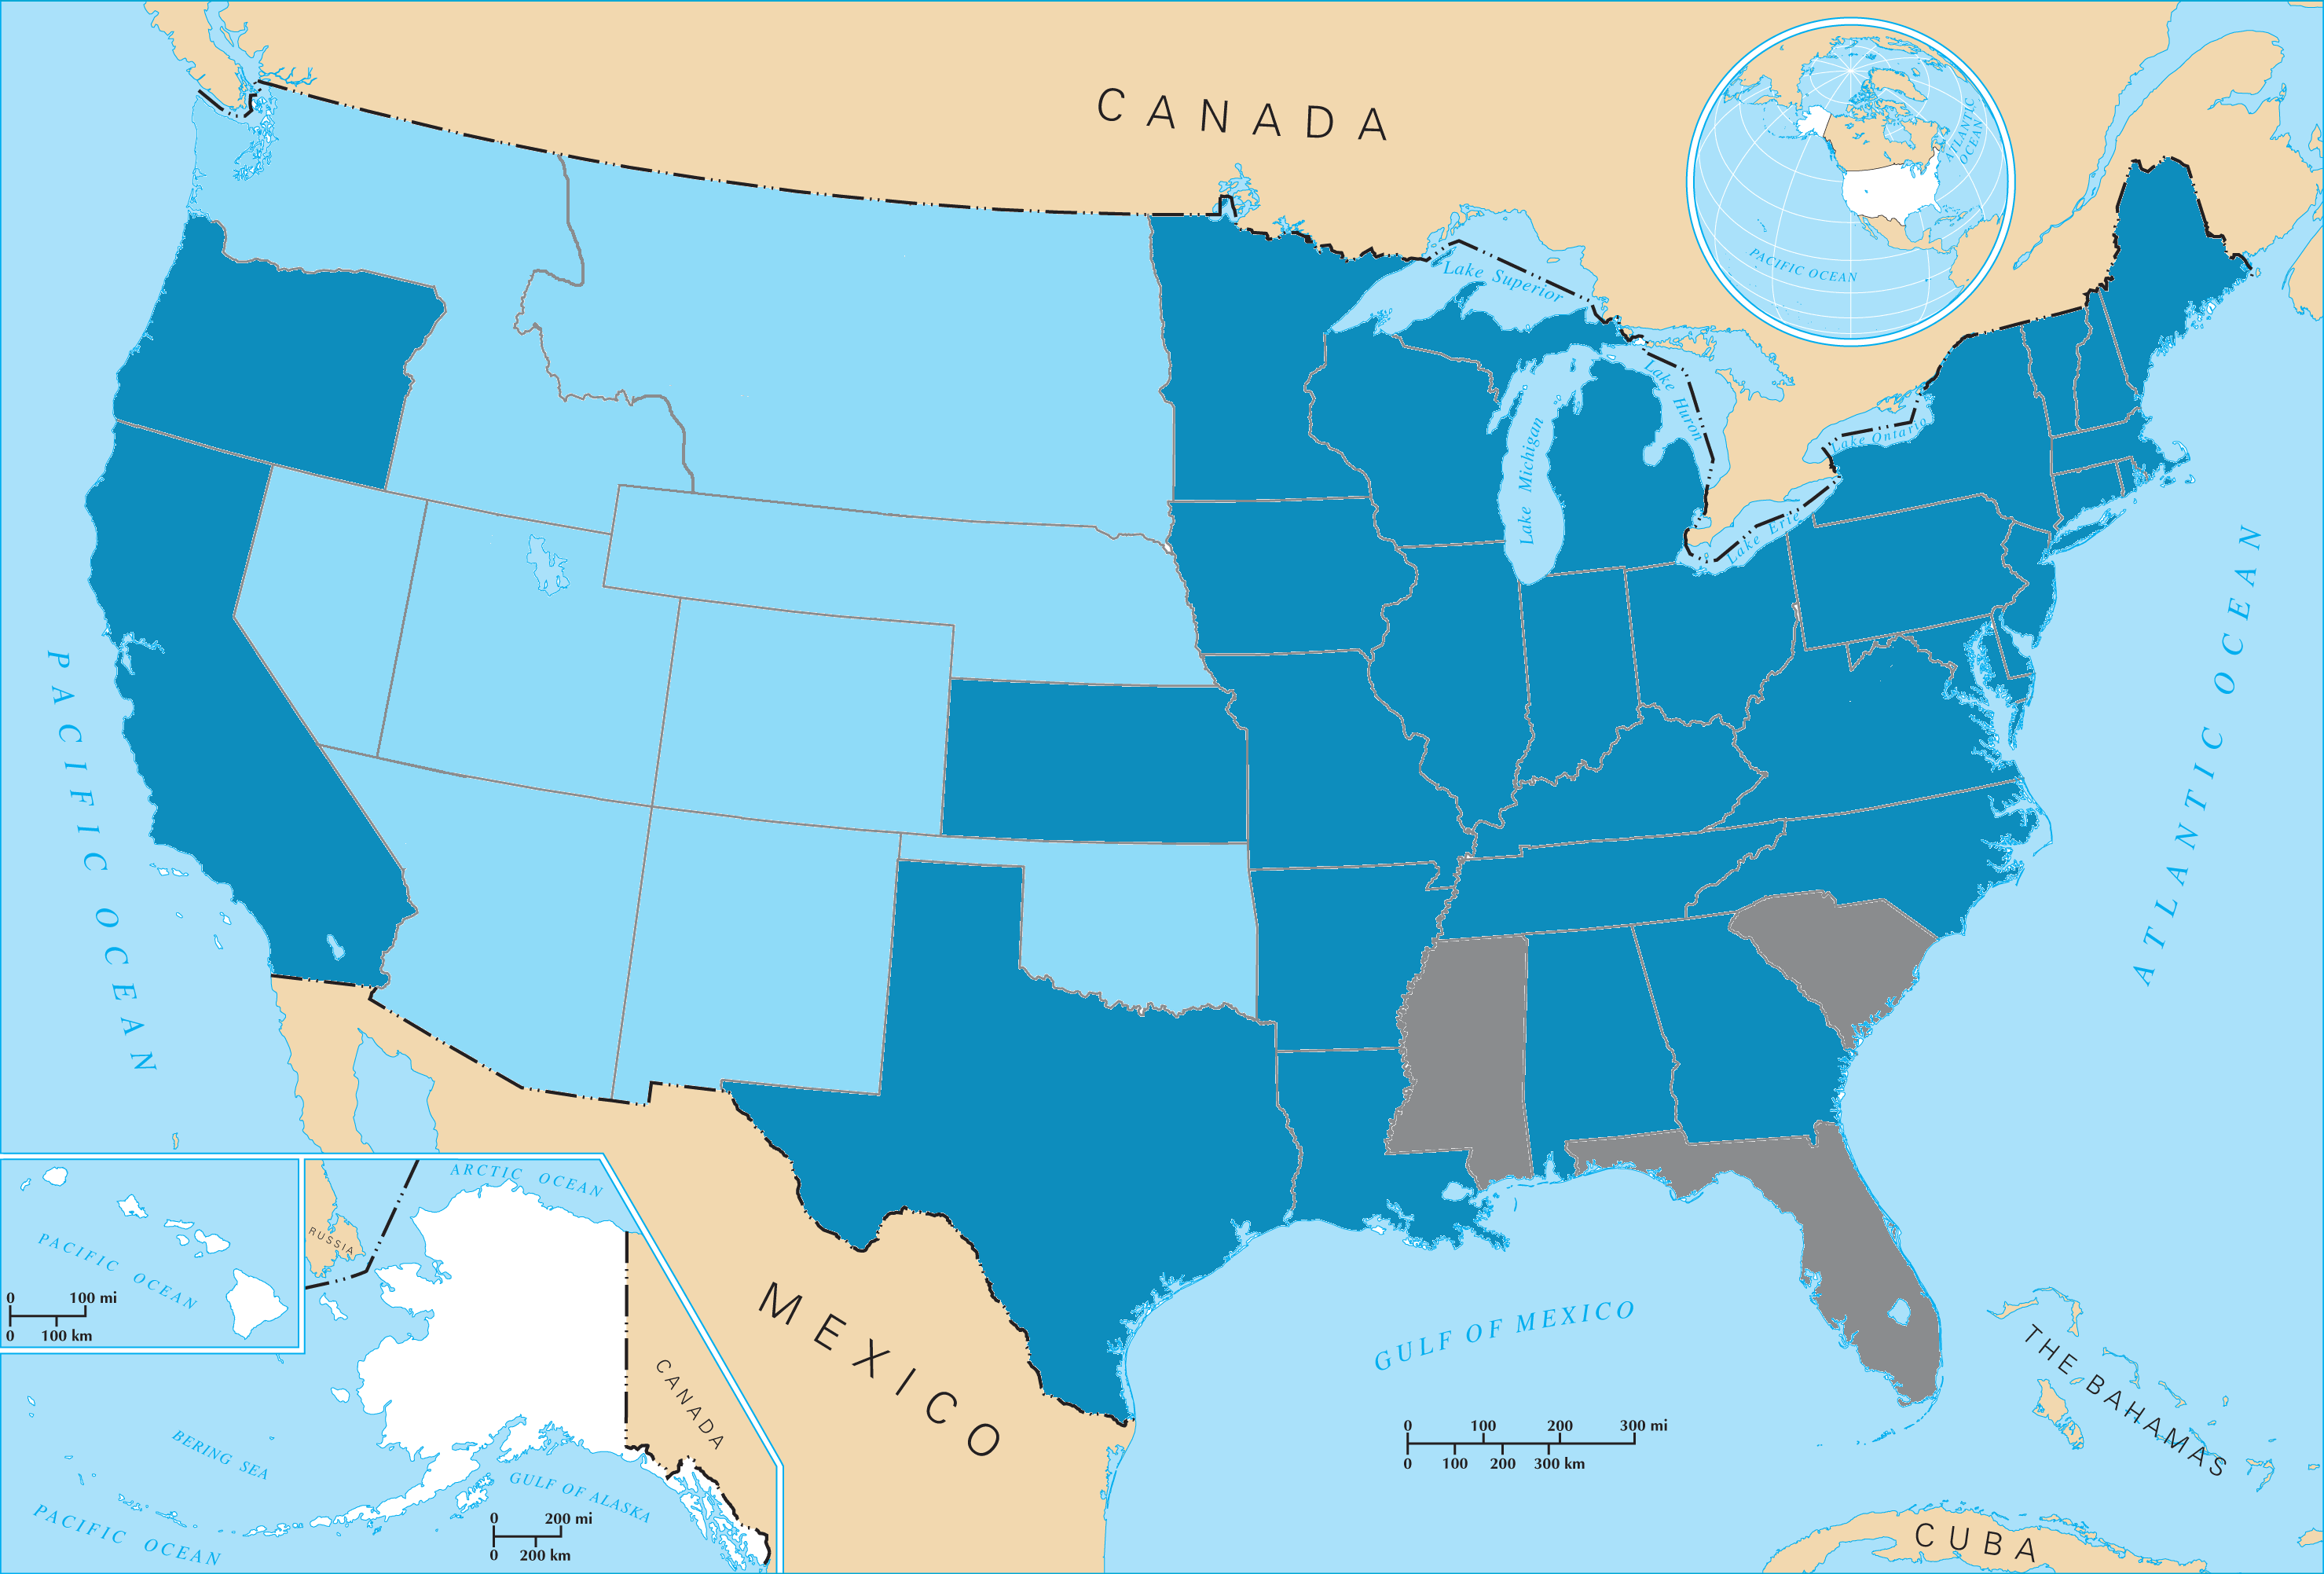 CANADA
ATLANTIC
OCEAN
PACIFIC OCEAN
Lake Superior
Lake Huron
Lake Michigan
Lake Ontario
Lake Erie
PACIFIC OCEAN
ATLANTIC OCEAN
ARCTIC OCEAN
RUSSIA
PACIFIC OCEAN
0 100 mi
0 100 km
MEXICO
GULF OF MEXICO
THE BAHAMAS
CANADA
BERING SEA
GULF OF ALASKA
0 100 200 300 mi
0 100 200 300 km
PACIFIC OCEAN
0 200 mi
0 200 km
CUBA